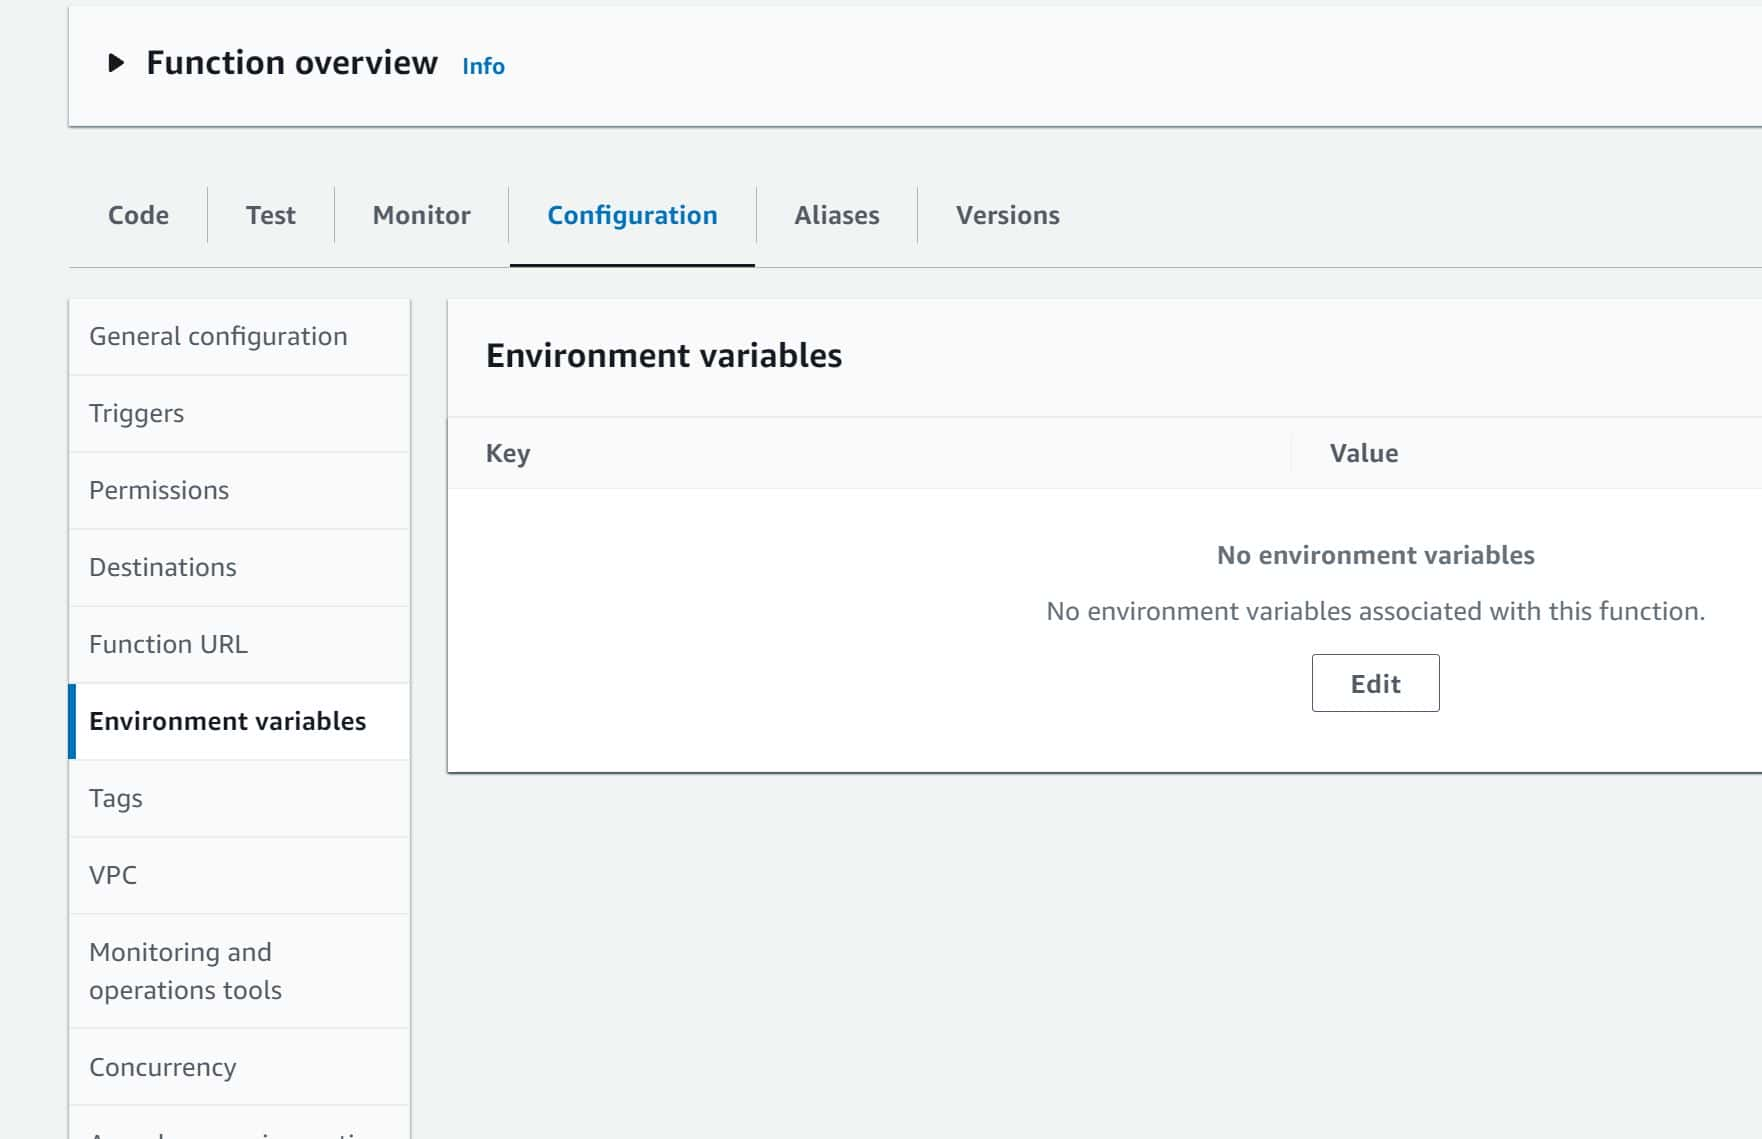 Function overview Info
Code Test Monitor Configuration Aliases Versions
General configuration
Triggers
Permissions
Destinations
Function URL
Environment variables
Tags
VPC
Monitoring and
operations tools
Concurrency
Environment variables
Key Value
No environment variables
No environment variables associated with this function.
Edit